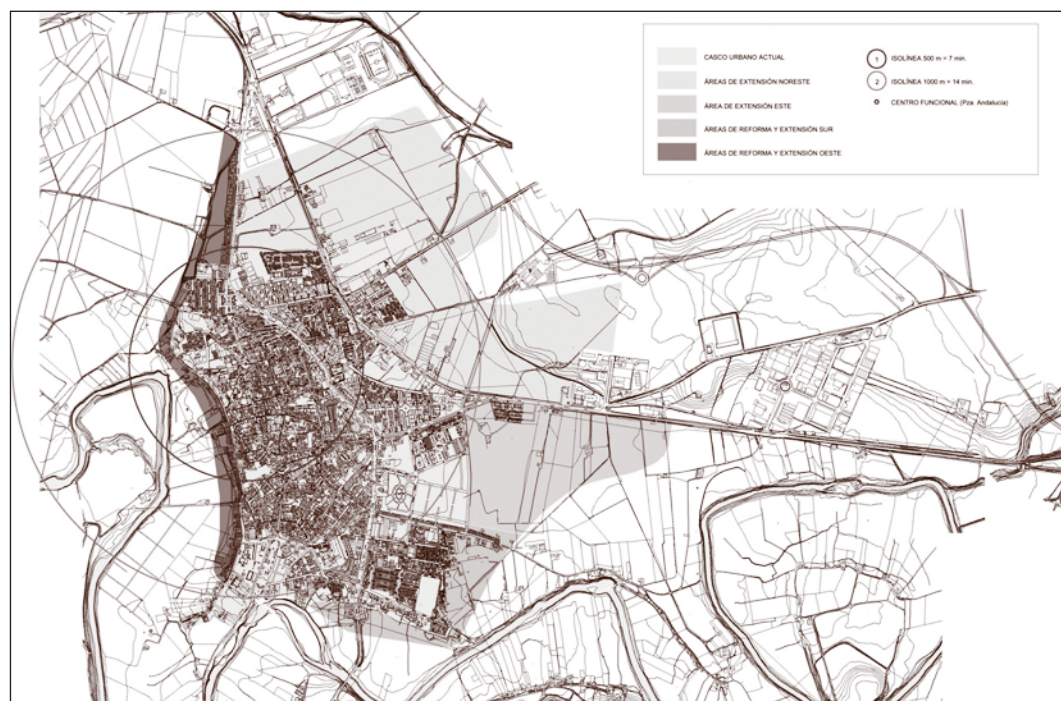 CASCO URBANO ACTUAL
ÁREAS DE EXTENSIÓN NORESTE
ÁREA DE EXTENSIÓN ESTE
ÁREAS DE REFORMA Y EXTENSIÓN SUR
ÁREAS DE REFORMA Y EXTENSIÓN OESTE
1 ISOLÍNEA 500 m = 7 min.
2 ISOLÍNEA 1000 m = 14 min.
CENTRO FUNCIONAL (Pza. Andalucía)